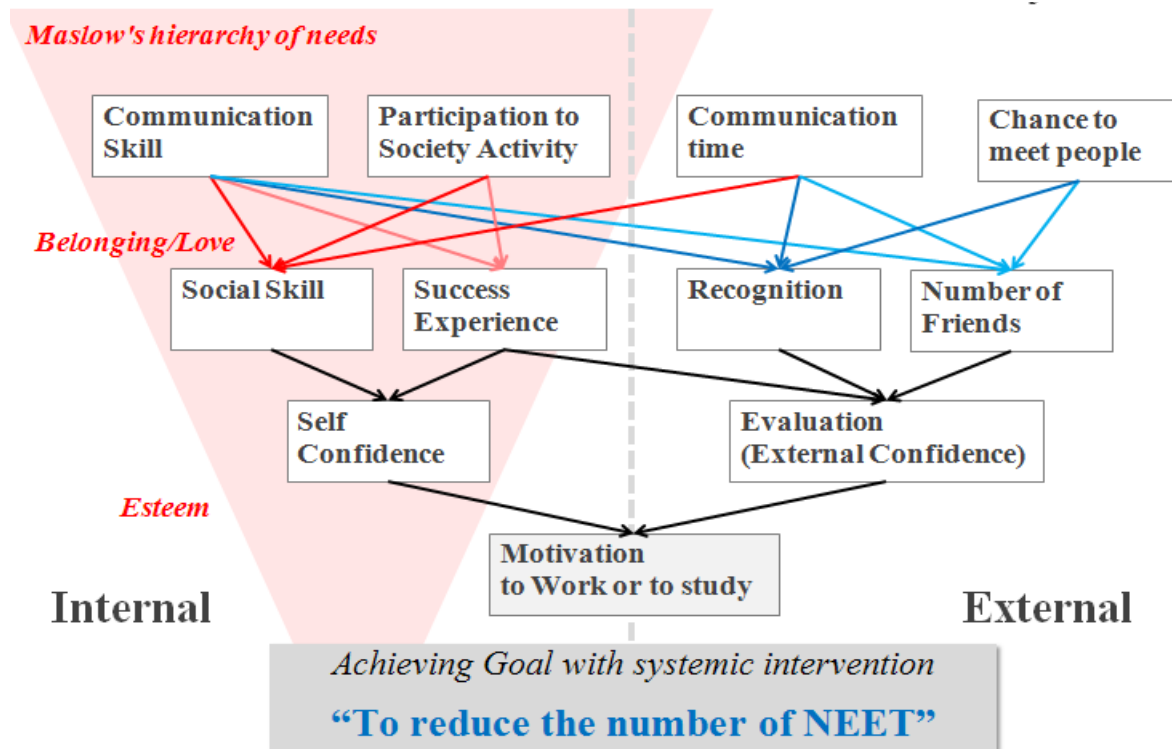 Maslow's hierarchy of needs
Communication
Skill
Participation to
Society Activity
Communication
time
Chance to
meet people
Belonging/Love
Social Skill
Success
Experience
Recognition
Number of
Friends
Self
Confidence
Evaluation
(External Confidence)
Esteem
Motivation
to Work or to study
Internal
External
Achieving Goal with systemic intervention
“To reduce the number of NEET”